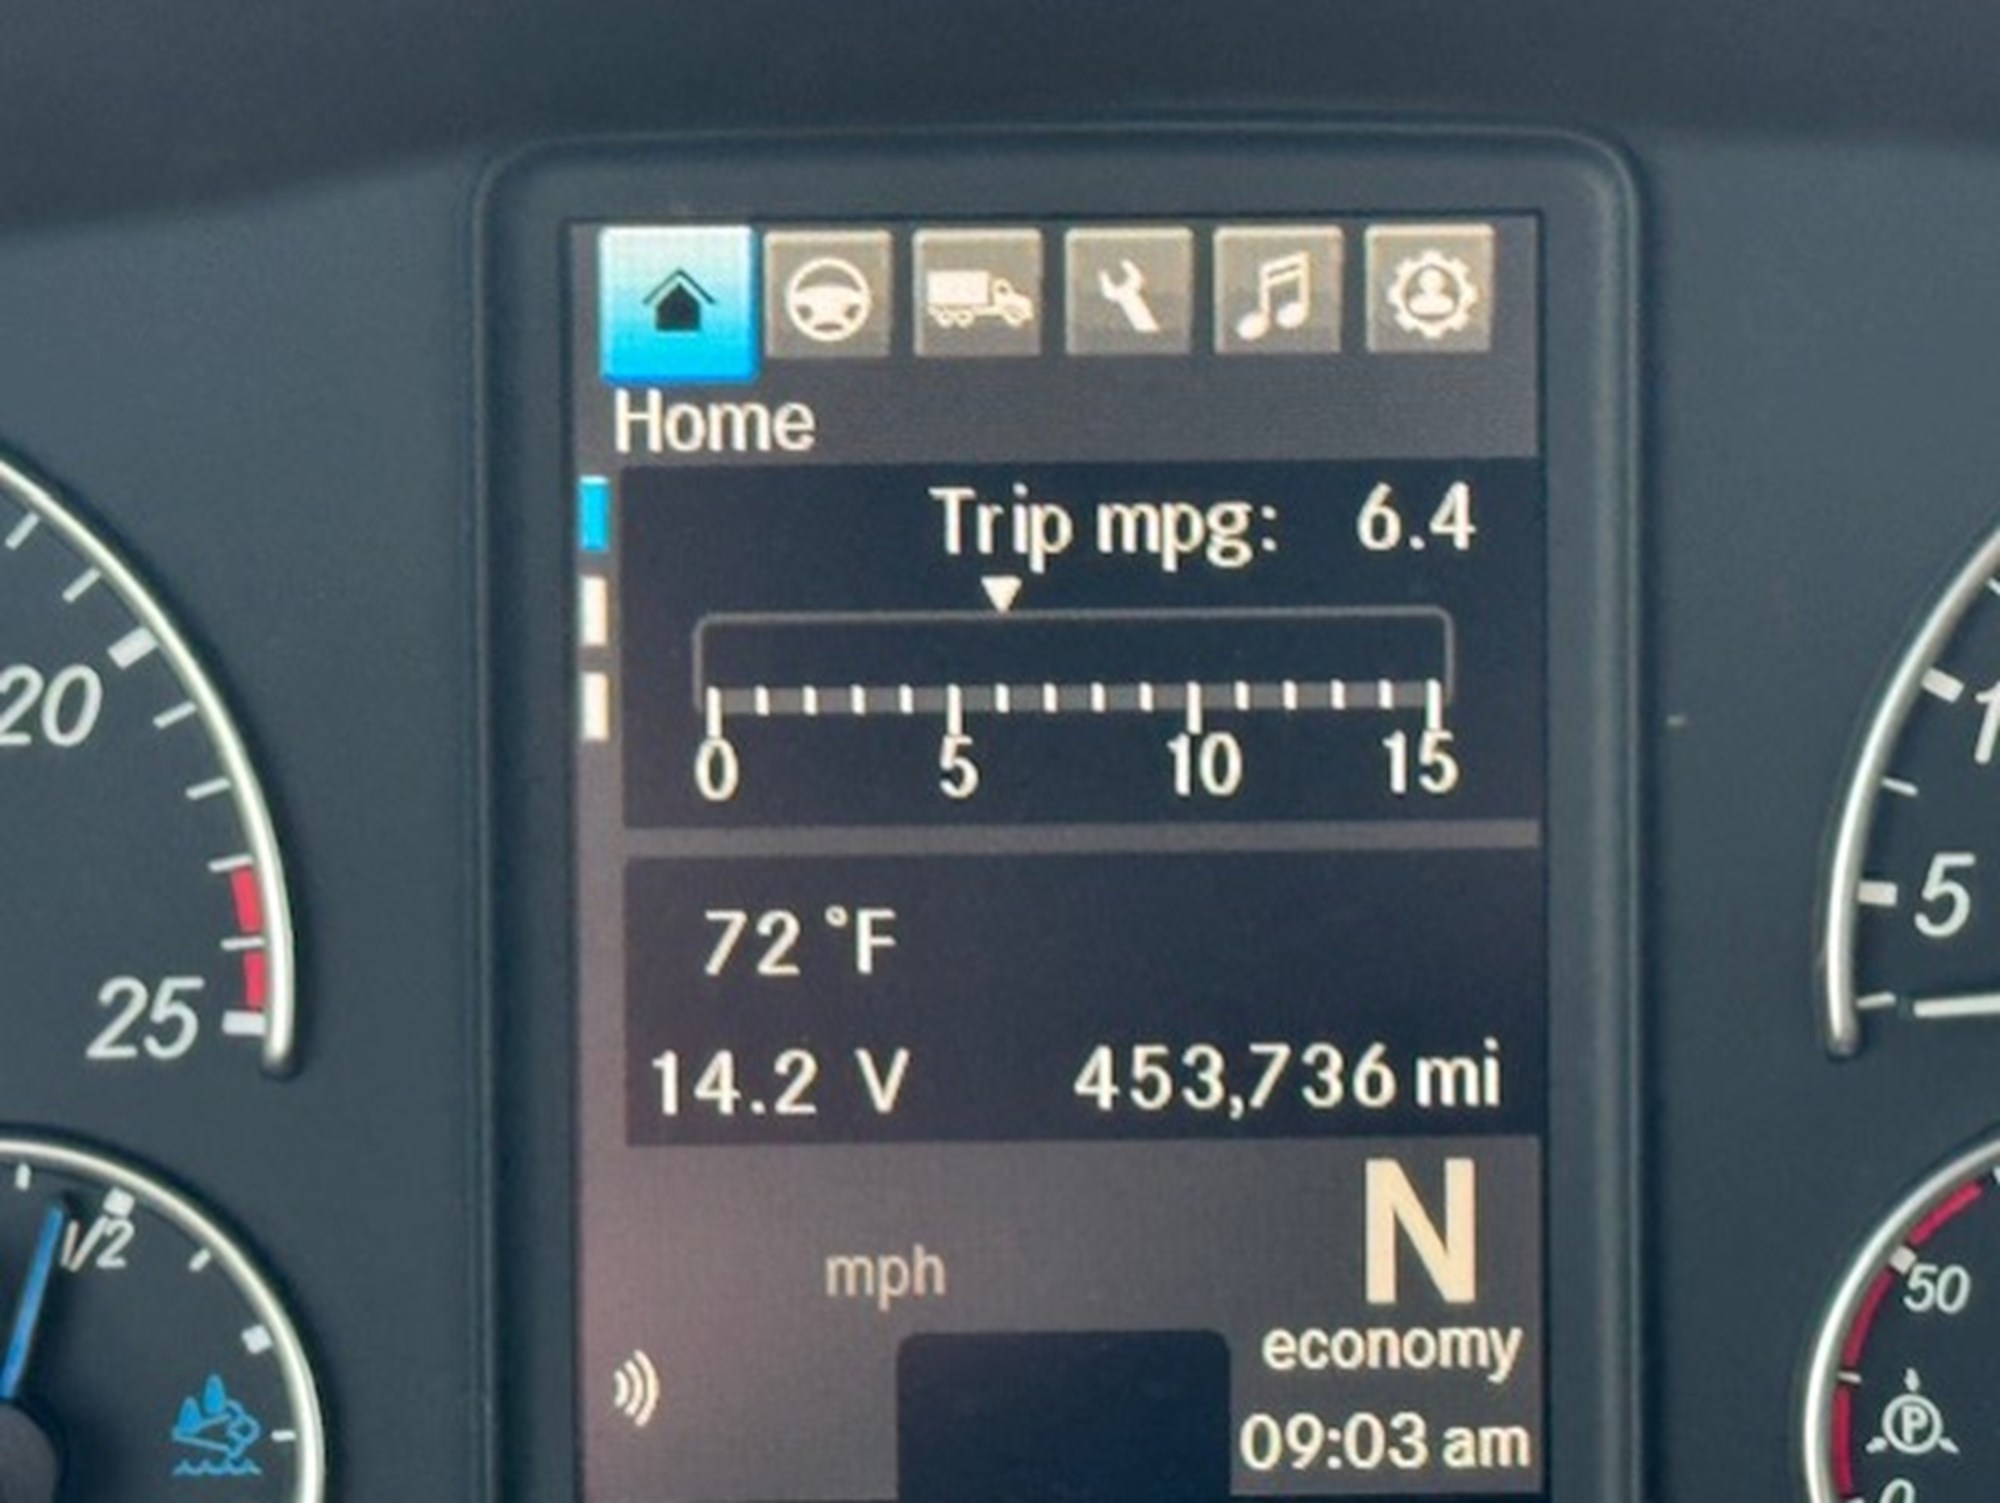 Home
Trip mpg: 6.4
0 5 10 15
72 °F
14.2 V 453,736 mi
N
mph
economy
09:03 am
20
25
1/2
5
50
P